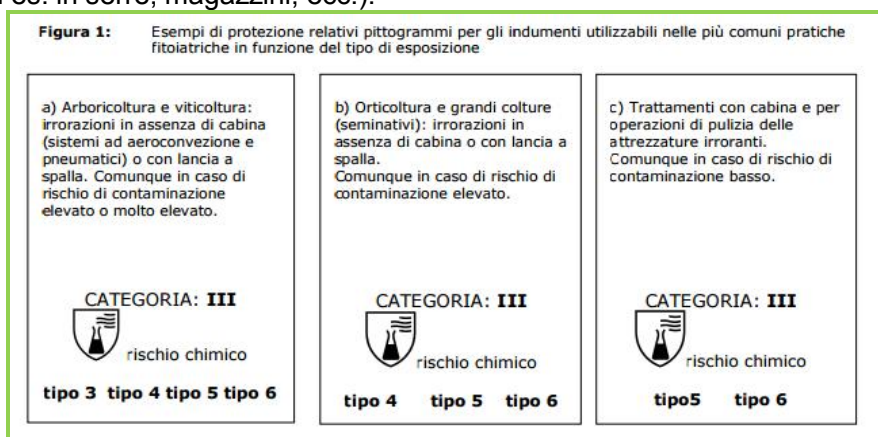 es. in serre, magazzini, ecc.).
Figura 1: Esempi di protezione relativi pittogrammi per gli indumenti utilizzabili nelle più comuni pratiche
fitoiatriche in funzione del tipo di esposizione
a) Arboricoltura e viticoltura:
irrorazioni in assenza di cabina
(sistemi ad aeroconvezione e
pneumatici) o con lancia a
spalla. Comunque in caso di
rischio di contaminazione
elevato o molto elevato.
CATEGORIA: III
rischio chimico
tipo 3 tipo 4 tipo 5 tipo 6
b) Orticoltura e grandi colture
(seminativi): irrorazioni in
assenza di cabina o con lancia a
spalla.
Comunque in caso di rischio di
contaminazione elevato.
CATEGORIA: III
rischio chimico
tipo 4 tipo 5 tipo 6
c) Trattamenti con cabina e per
operazioni di pulizia delle
attrezzature irroranti.
Comunque in caso di rischio di
contaminazione basso.
CATEGORIA: III
rischio chimico
tipo5 tipo 6